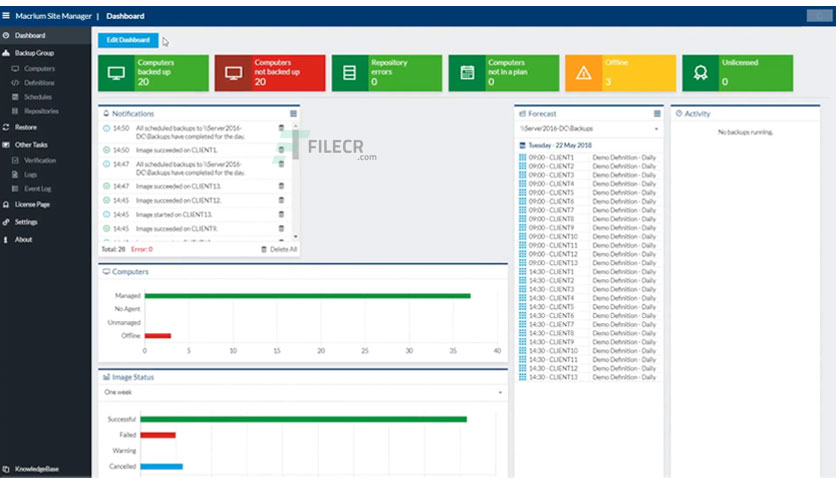 Macrium Site Manager | Dashboard
Dashboard
Backup Group
Computers
Definitions
Schedules
Repositories
Restore
Other Tasks
Verification
Logs
Event Log
License Page
Settings
About
KnowledgeBase
Edit Dashboard
Computers
backed up
20
Computers
not backed up
20
Repository
errors
0
Computers
not in a plan
0
Offline
3
Unlicensed
0
Notifications
14:50 All scheduled backups to \\Server2016-
DC\Backups have completed for the day.
14:50 Image succeeded on CLIENT1.
14:47 All scheduled backups to \\Server2016-
DC\Backups have completed for the day.
14:47 Image succeeded on CLIENT13.
14:45 Image succeeded on CLIENT12.
14:45 Image started on CLIENT13.
14:45 Image succeeded on CLIENT9.
Total: 28 Error: 0 Delete All
FILECR
.com
Computers
Managed
No Agent
Unmanaged
Offline
0 5 10 15 20 25 30 35 40
Image Status
One week
Successful
Failed
Warning
Cancelled
Forecast
\\Server2016-DC\Backups
Tuesday - 22 May 2018
09:00 - CLIENT1 Demo Definition - Daily
09:00 - CLIENT2 Demo Definition - Daily
09:00 - CLIENT3 Demo Definition - Daily
09:00 - CLIENT4 Demo Definition - Daily
09:00 - CLIENT5 Demo Definition - Daily
09:00 - CLIENT6 Demo Definition - Daily
09:00 - CLIENT7 Demo Definition - Daily
09:00 - CLIENT8 Demo Definition - Daily
09:00 - CLIENT9 Demo Definition - Daily
09:00 - CLIENT10 Demo Definition - Daily
09:00 - CLIENT11 Demo Definition - Daily
09:00 - CLIENT12 Demo Definition - Daily
09:00 - CLIENT13 Demo Definition - Daily
14:30 - CLIENT1 Demo Definition - Daily
14:30 - CLIENT2 Demo Definition - Daily
14:30 - CLIENT3 Demo Definition - Daily
14:30 - CLIENT4 Demo Definition - Daily
14:30 - CLIENT5 Demo Definition - Daily
14:30 - CLIENT6 Demo Definition - Daily
14:30 - CLIENT7 Demo Definition - Daily
14:30 - CLIENT8 Demo Definition - Daily
14:30 - CLIENT9 Demo Definition - Daily
14:30 - CLIENT10 Demo Definition - Daily
14:30 - CLIENT11 Demo Definition - Daily
14:30 - CLIENT12 Demo Definition - Daily
14:30 - CLIENT13 Demo Definition - Daily
Activity
No backups running.